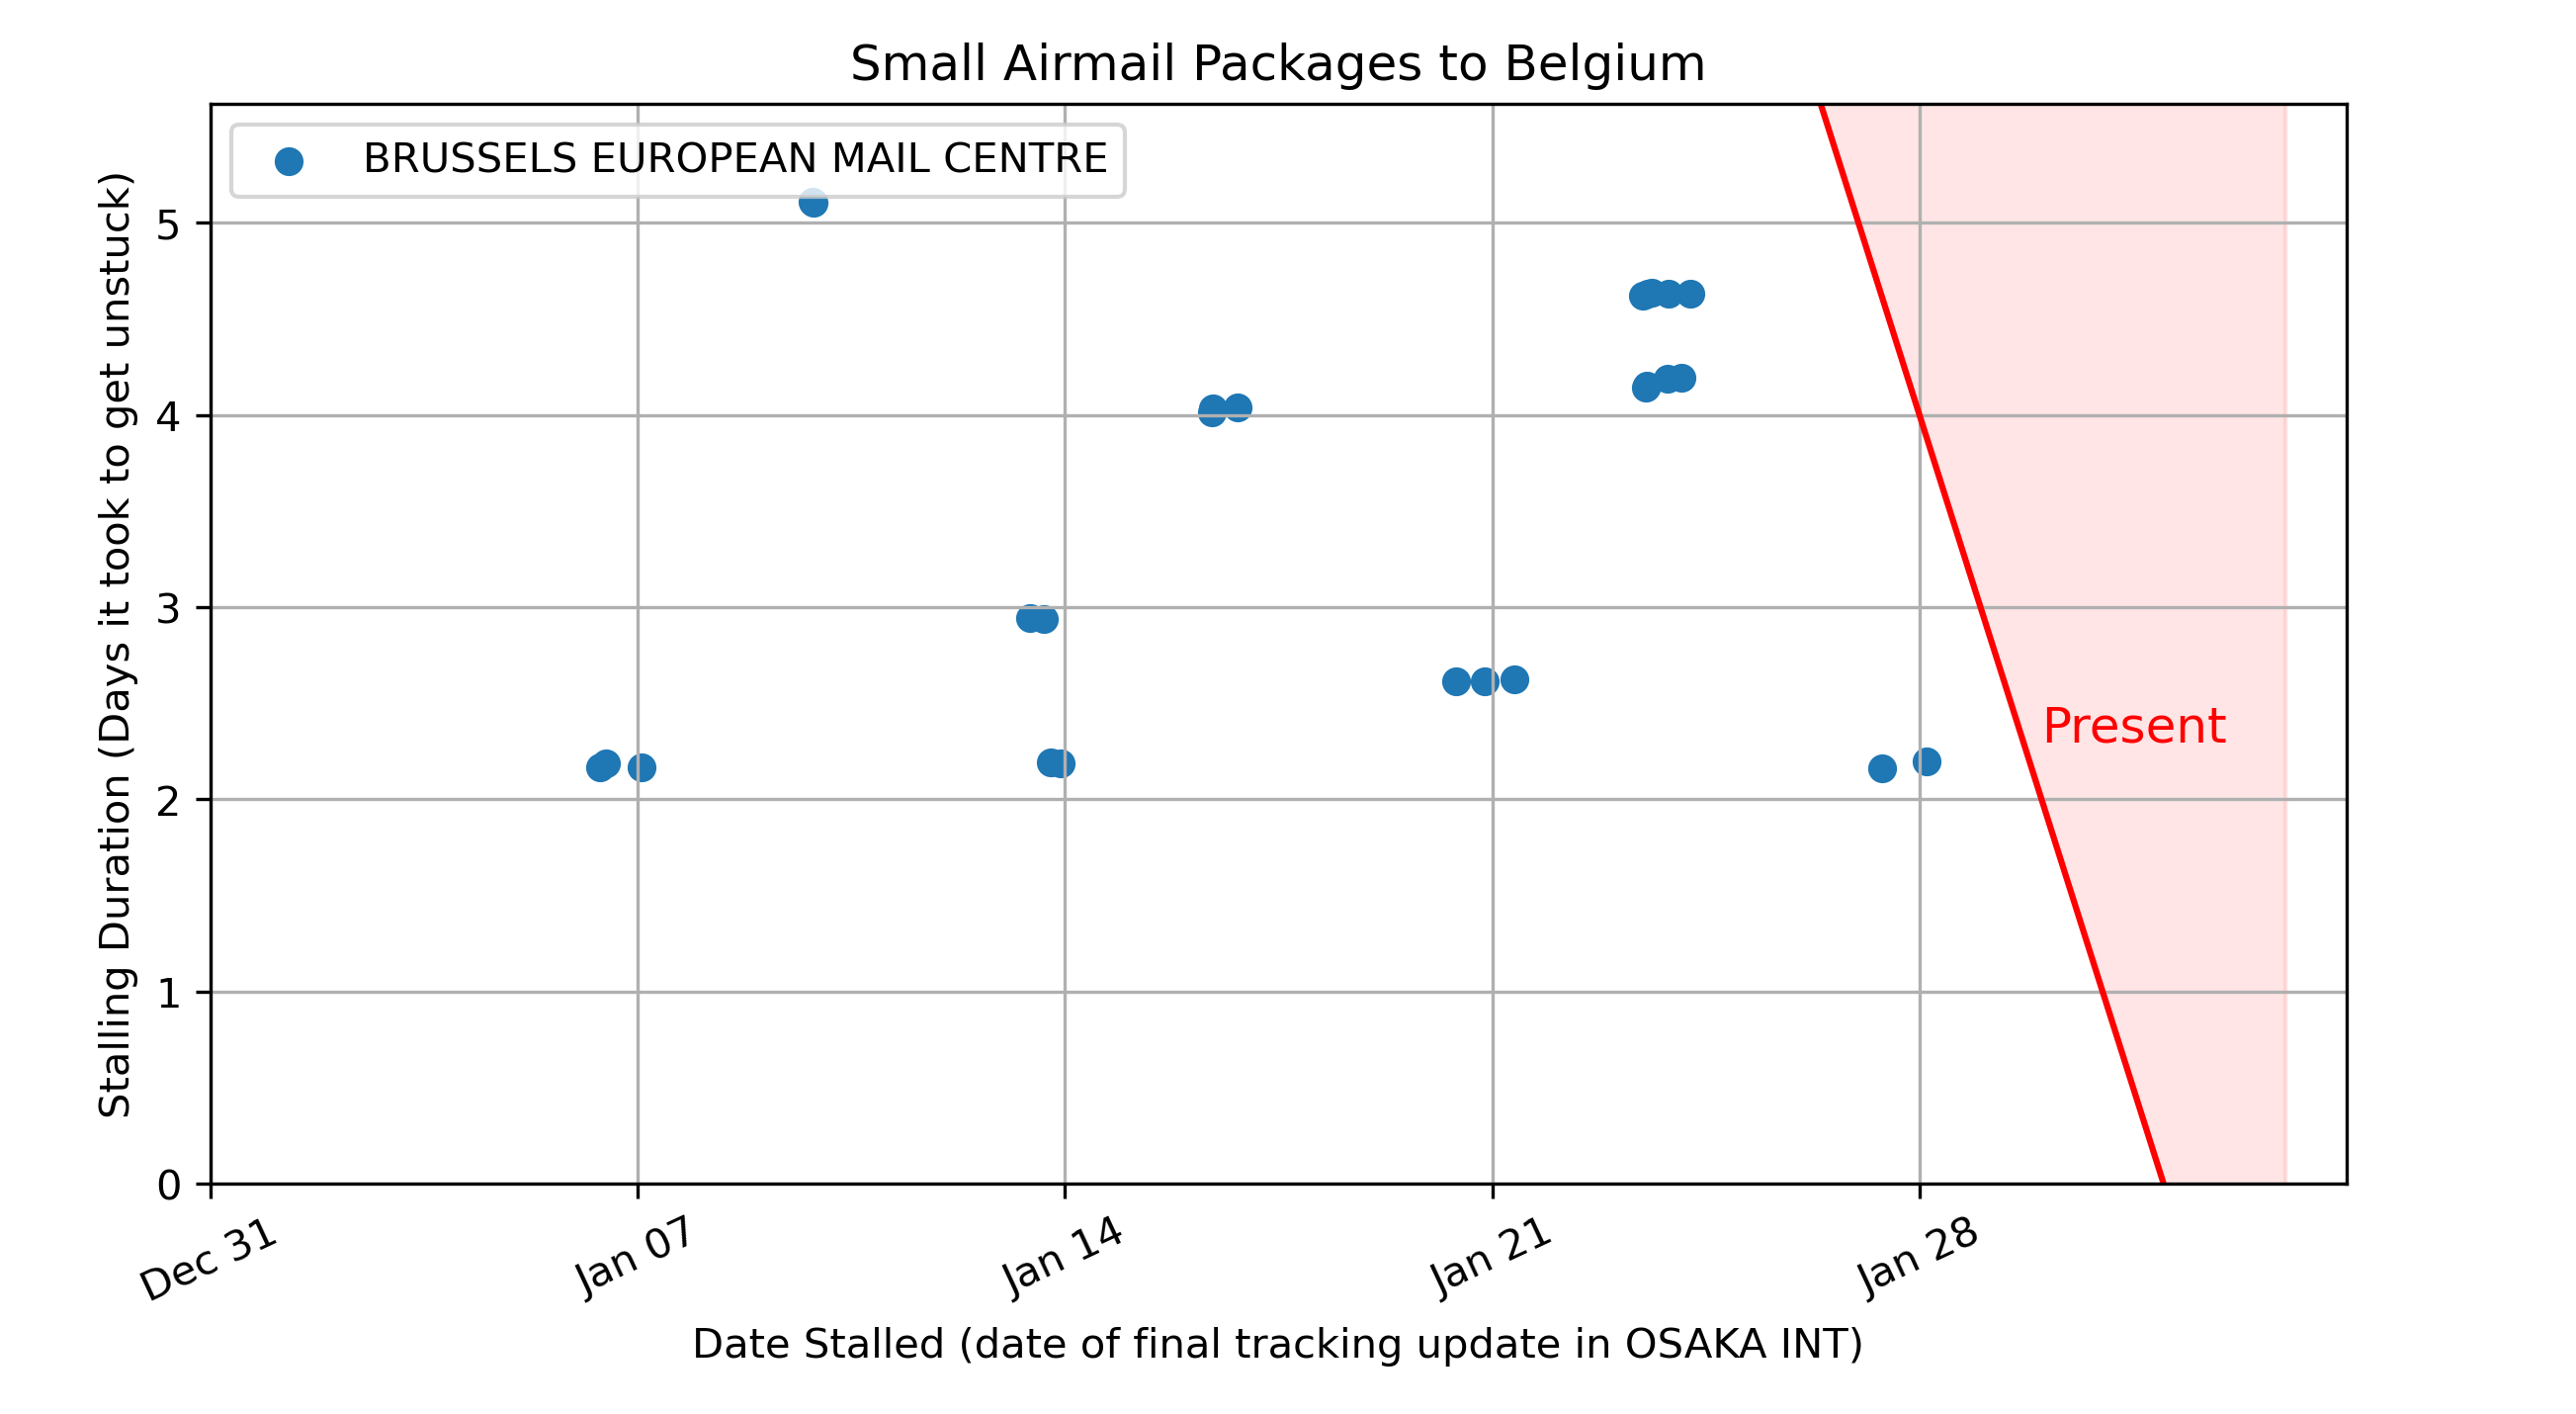 Small Airmail Packages to Belgium
BRUSSELS EUROPEAN MAIL CENTRE
Stalling Duration (Days it took to get unstuck)
5
4
3
2
1
0
Present
Dec 31
Jan 07
Jan 14
Jan 21
Jan 28
Date Stalled (date of final tracking update in OSAKA INT)